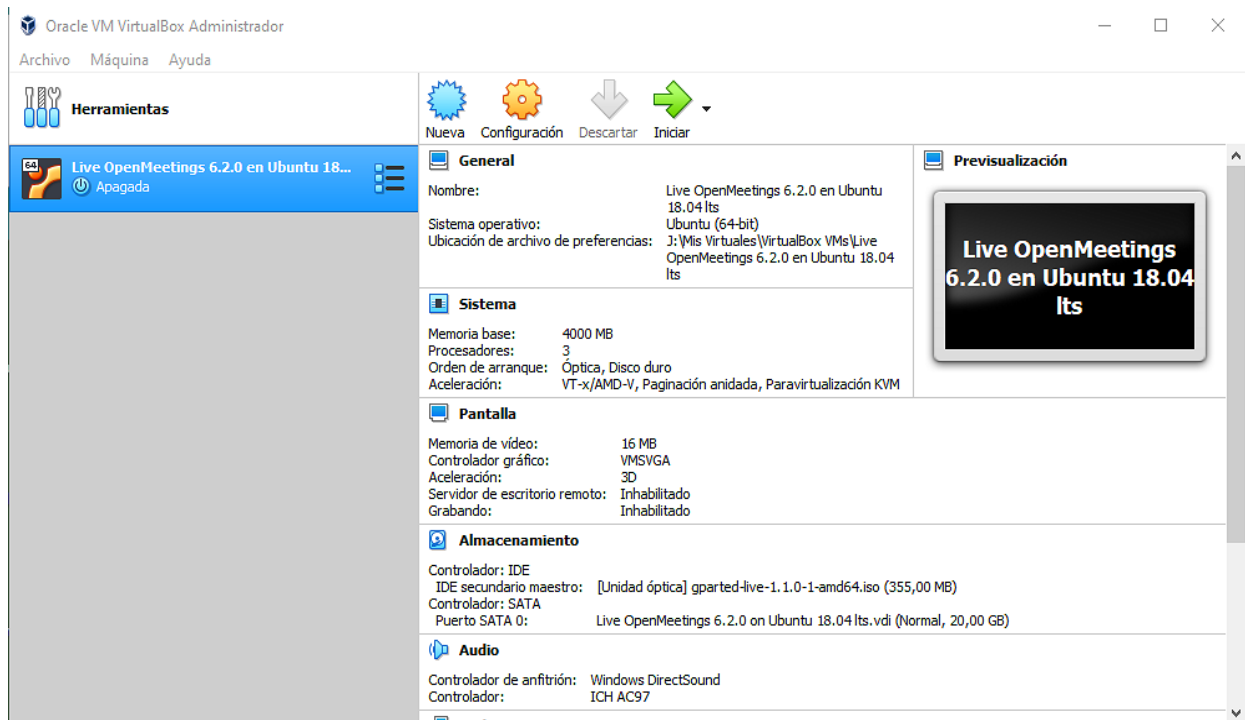 Oracle VM VirtualBox Administrador
Archivo Máquina Ayuda
Herramientas
Nueva Configuración Descartar Iniciar
64
Live OpenMeetings 6.2.0 en Ubuntu 18...
Apagada
General
Nombre: Live OpenMeetings 6.2.0 en Ubuntu
18.04 lts
Sistema operativo: Ubuntu (64-bit)
Ubicación de archivo de preferencias: J:\Mis Virtuales\VirtualBox VMs\Live
OpenMeetings 6.2.0 en Ubuntu 18.04
lts
Previsualización
Live OpenMeetings
6.2.0 en Ubuntu 18.04
lts
Sistema
Memoria base: 4000 MB
Procesadores: 3
Orden de arranque: Óptica, Disco duro
Aceleración: VT-x/AMD-V, Paginación anidada, Paravirtualización KVM
Pantalla
Memoria de vídeo: 16 MB
Controlador gráfico: VMSVGA
Aceleración: 3D
Servidor de escritorio remoto: Inhabilitado
Grabando: Inhabilitado
Almacenamiento
Controlador: IDE
IDE secundario maestro: [Unidad óptica] gparted-live-1.1.0-1-amd64.iso (355,00 MB)
Controlador: SATA
Puerto SATA 0: Live OpenMeetings 6.2.0 on Ubuntu 18.04 lts.vdi (Normal, 20,00 GB)
Audio
Controlador de anfitrión: Windows DirectSound
Controlador: ICH AC97